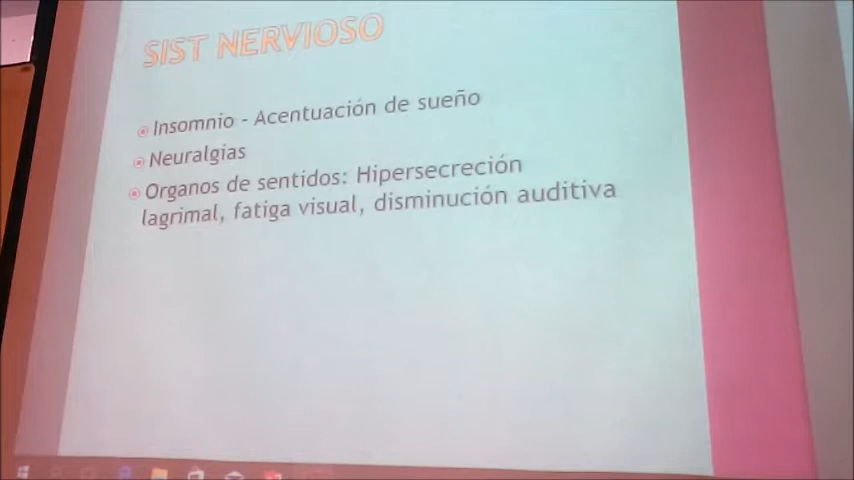 SIST NERVIOSO
Insomnio - Acentuación de sueño
Neuralgias
Organos de sentidos: Hipersecreción
lagrimal, fatiga visual, disminución auditiva